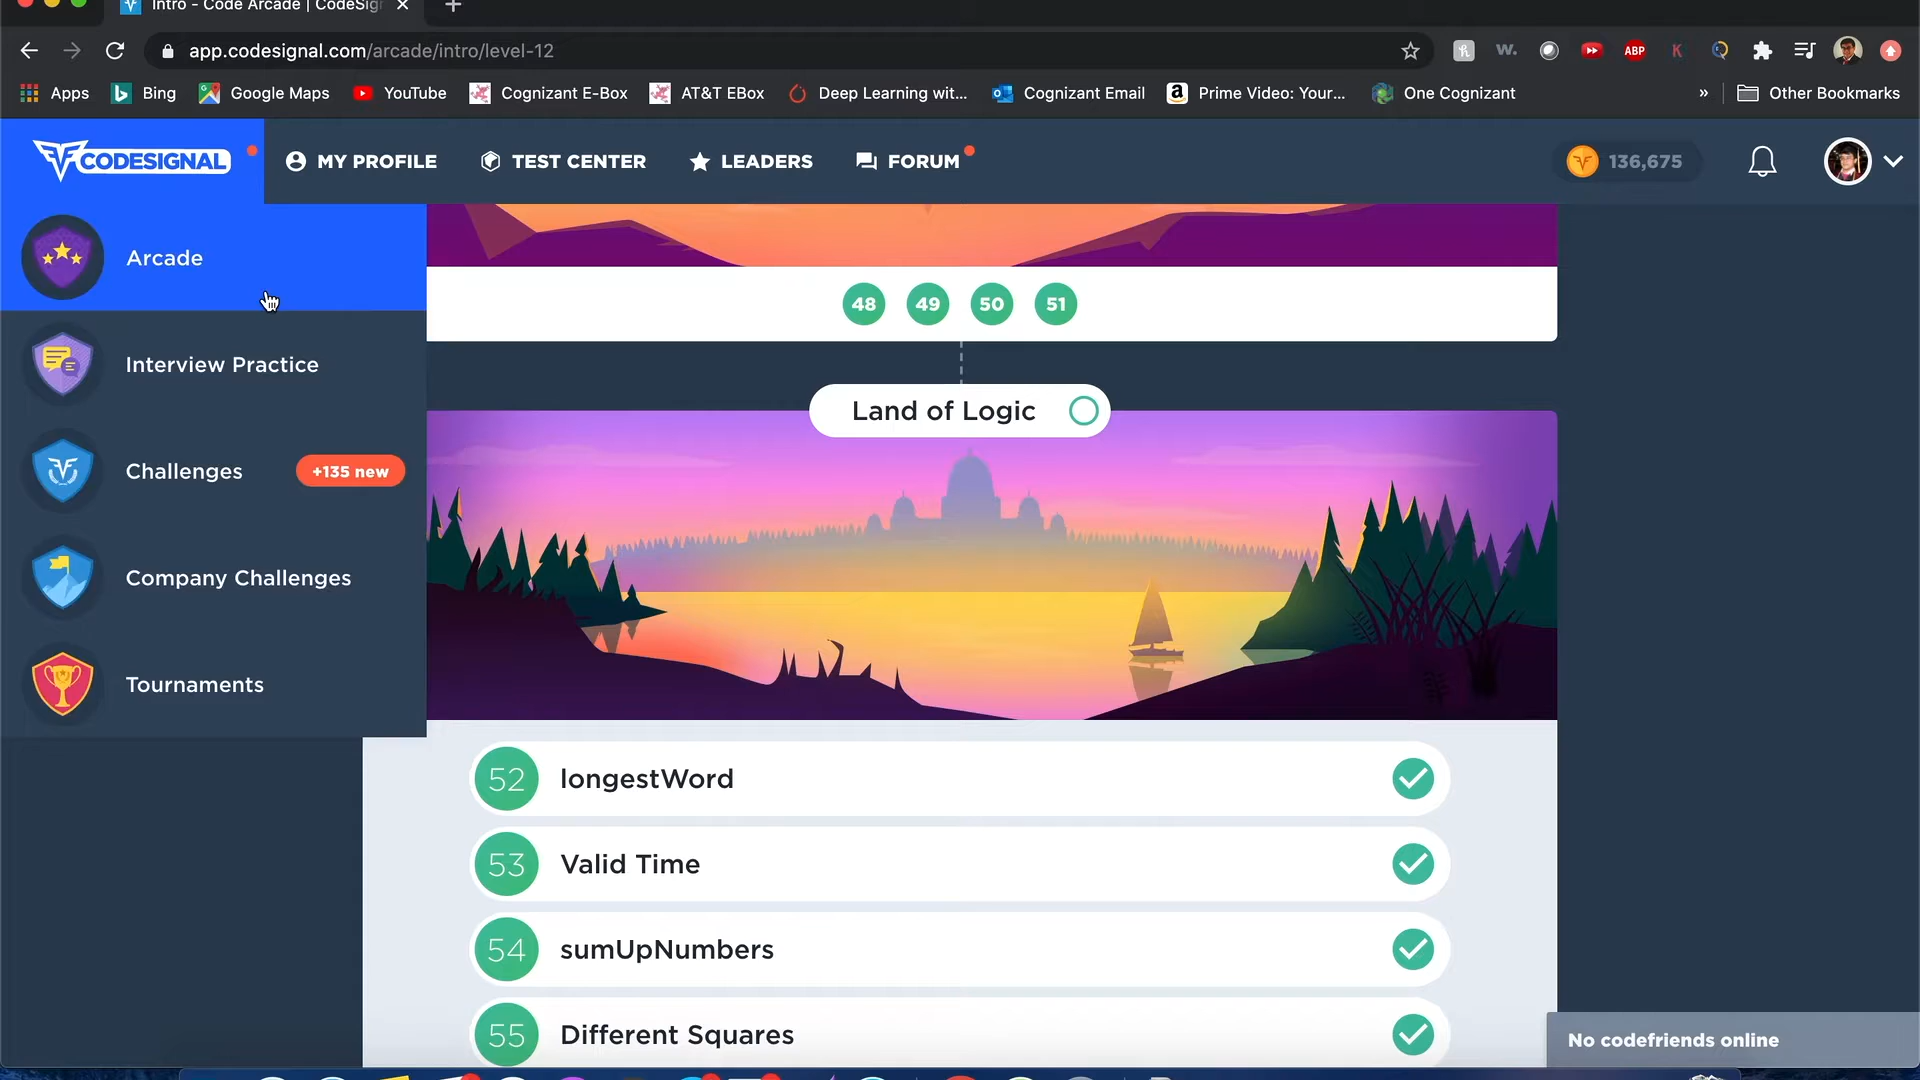 Intro - Code Arcade | CodeSign
app.codesignal.com/arcade/intro/level-12
W.
ABP
K
Apps
Bing
Google Maps
YouTube
Cognizant E-Box
AT&T EBox
Deep Learning wit...
Cognizant Email
Prime Video: Your...
One Cognizant
»
Other Bookmarks
CODESIGNAL
MY PROFILE
TEST CENTER
LEADERS
FORUM
136,675
Arcade
48 49 50 51
Interview Practice
Land of Logic
Challenges
+135 new
Company Challenges
Tournaments
52 longestWord
53 Valid Time
54 sumUpNumbers
55 Different Squares
No codefriends online